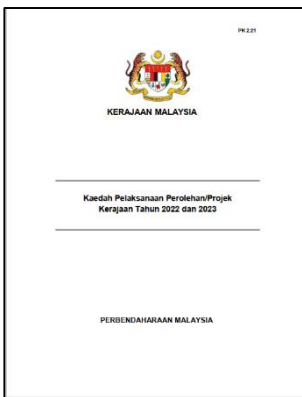 PK 2.21
KERAJAAN MALAYSIA
Kaedah Pelaksanaan Perolehan/Projek
Kerajaan Tahun 2022 dan 2023
PERBENDAHARAAN MALAYSIA